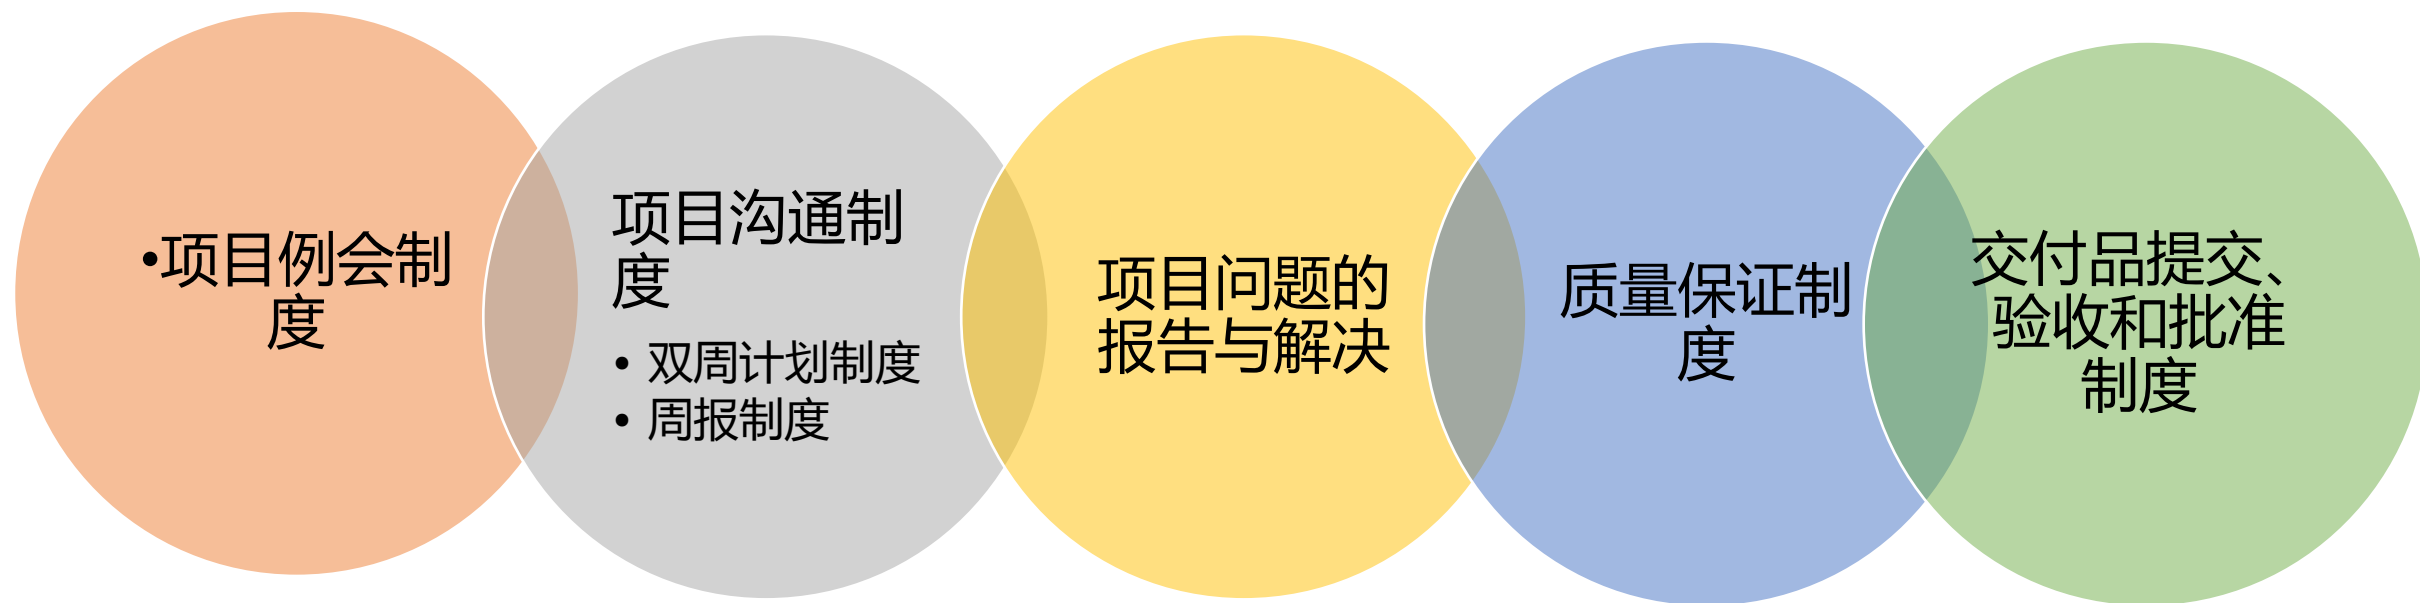 •项目例会制
度
项目沟通制
度
• 双周计划制度
• 周报制度
项目问题的
报告与解决
质量保证制
度
交付品提交、
验收和批准
制度